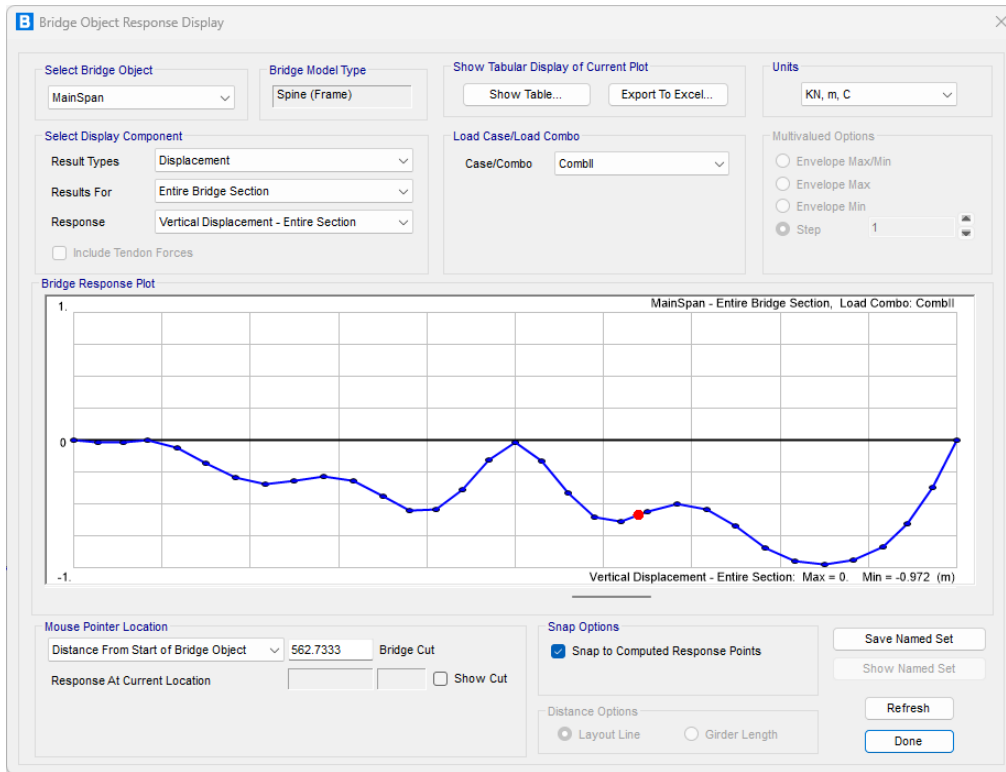 B Bridge Object Response Display
Select Bridge Object
MainSpan
Bridge Model Type
Spine (Frame)
Show Tabular Display of Current Plot
Show Table...
Export To Excel...
Units
KN, m, C
Select Display Component
Result Types
Displacement
Results For
Entire Bridge Section
Response
Vertical Displacement - Entire Section
Include Tendon Forces
Load Case/Load Combo
Case/Combo
CombII
Multivalued Options
Envelope Max/Min
Envelope Max
Envelope Min
Step
1
Bridge Response Plot
1.
MainSpan - Entire Bridge Section, Load Combo: CombII
0
-1.
Vertical Displacement - Entire Section: Max = 0. Min = -0.972 (m)
Mouse Pointer Location
Distance From Start of Bridge Object
562.7333
Bridge Cut
Response At Current Location
Show Cut
Snap Options
Snap to Computed Response Points
Distance Options
Layout Line
Girder Length
Save Named Set
Show Named Set
Refresh
Done